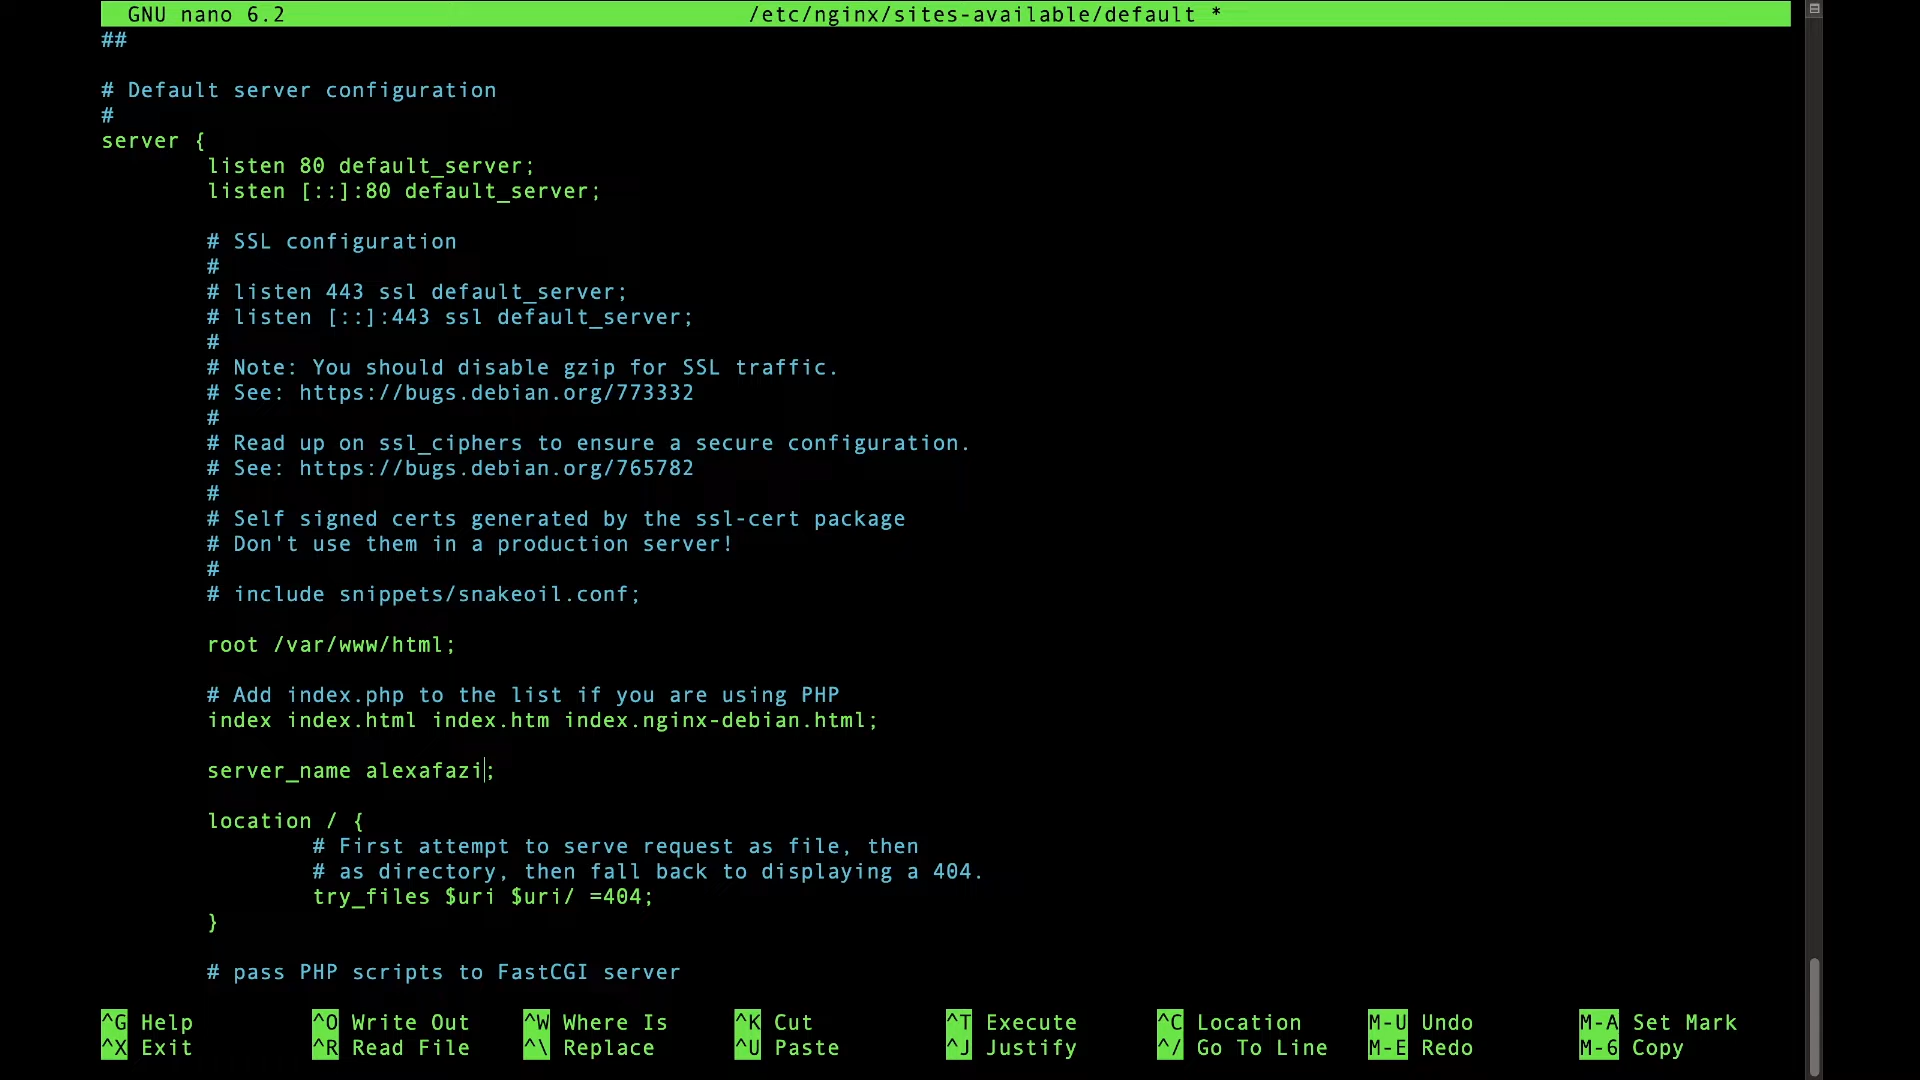 GNU nano 6.2 /etc/nginx/sites-available/default *
##
# Default server configuration
#
server {
listen 80 default_server;
listen [::]:80 default_server;
# SSL configuration
#
# listen 443 ssl default_server;
# listen [::]:443 ssl default_server;
#
# Note: You should disable gzip for SSL traffic.
# See: https://bugs.debian.org/773332
#
# Read up on ssl_ciphers to ensure a secure configuration.
# See: https://bugs.debian.org/765782
#
# Self signed certs generated by the ssl-cert package
# Don't use them in a production server!
#
# include snippets/snakeoil.conf;
root /var/www/html;
# Add index.php to the list if you are using PHP
index index.html index.htm index.nginx-debian.html;
server_name alexafazi;
location / {
# First attempt to serve request as file, then
# as directory, then fall back to displaying a 404.
try_files $uri $uri/ =404;
}
# pass PHP scripts to FastCGI server
^G Help ^O Write Out ^W Where Is ^K Cut ^T Execute ^C Location M-U Undo M-A Set Mark
^X Exit ^R Read File ^\ Replace ^U Paste ^J Justify ^/ Go To Line M-E Redo M-6 Copy